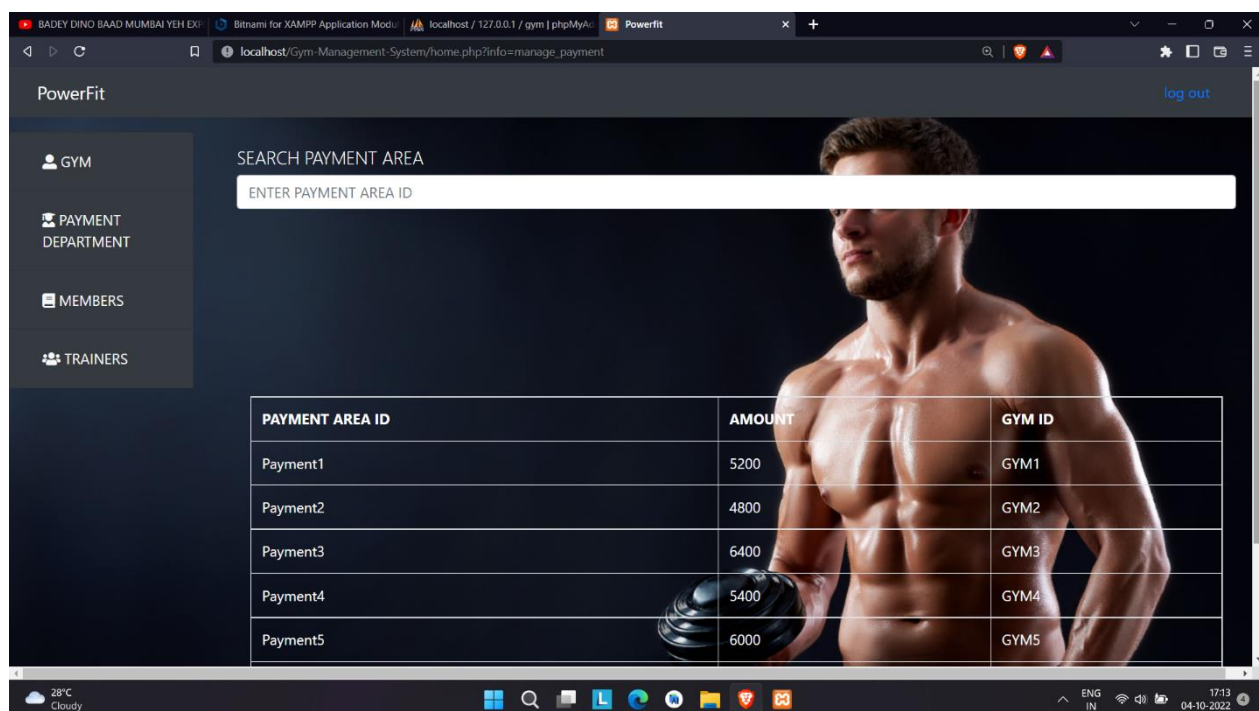 BADEY DINO BAAD MUMBAI YEH EXP
Bitnami for XAMPP Application Modul
localhost / 127.0.0.1 / gym | phpMyAd
Powerfit
localhost/Gym-Management-System/home.php?info=manage_payment
PowerFit
log out
GYM
PAYMENT
DEPARTMENT
MEMBERS
TRAINERS
SEARCH PAYMENT AREA
ENTER PAYMENT AREA ID
PAYMENT AREA ID AMOUNT GYM ID
Payment1 5200 GYM1
Payment2 4800 GYM2
Payment3 6400 GYM3
Payment4 5400 GYM4
Payment5 6000 GYM5
28°C
Cloudy
L
ENG
IN
17:13
04-10-2022
4